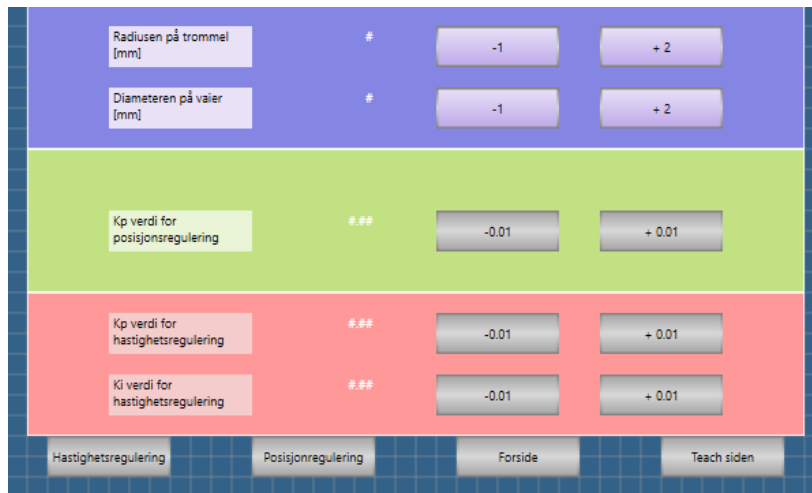 Radiusen på trommel
[mm]
#
-1
+ 2
Diameteren på vaier
[mm]
#
-1
+ 2
Kp verdi for
posisjonsregulering
#.##
-0.01
+ 0.01
Kp verdi for
hastighetsregulering
#.##
-0.01
+ 0.01
Ki verdi for
hastighetsregulering
#.##
-0.01
+ 0.01
Hastighetsregulering
Posisjonregulering
Forside
Teach siden